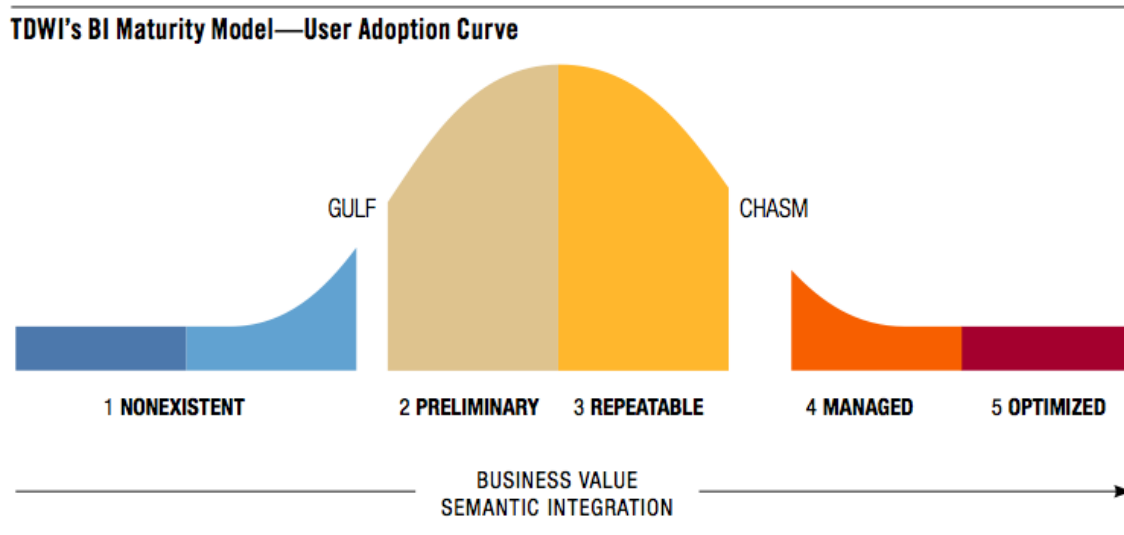 TDWI's BI Maturity Model—User Adoption Curve
GULF
CHASM
1 NONEXISTENT
2 PRELIMINARY
3 REPEATABLE
4 MANAGED
5 OPTIMIZED
BUSINESS VALUE
SEMANTIC INTEGRATION